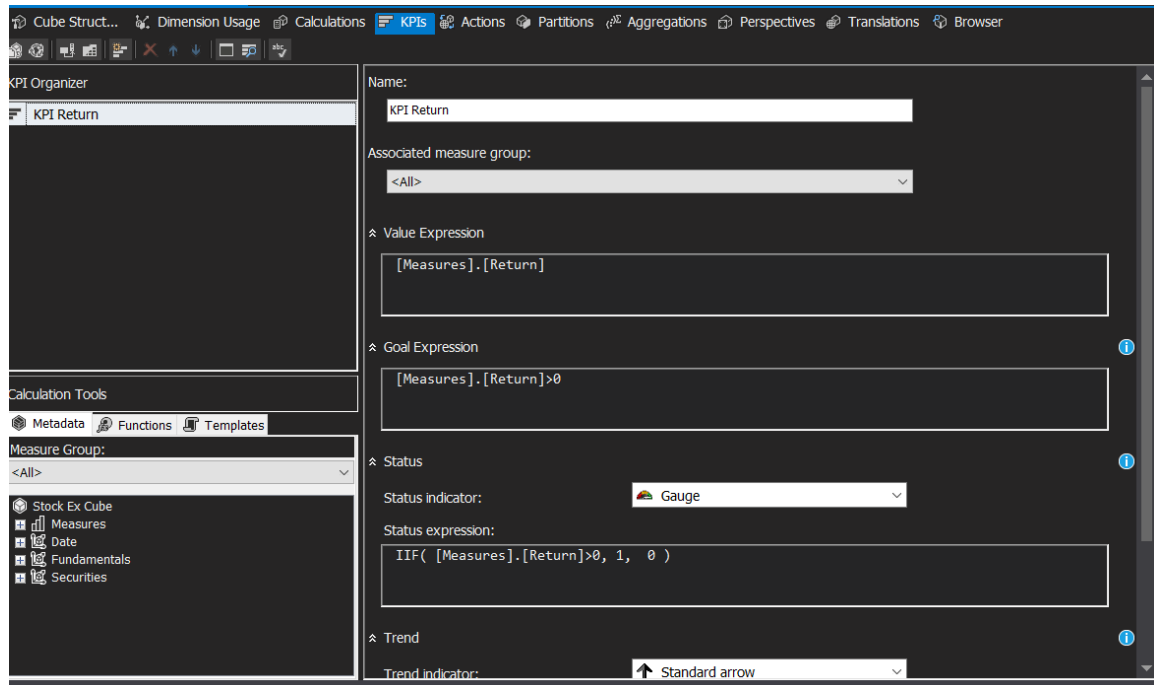 Cube Struct... Dimension Usage Calculations KPIs Actions Partitions Aggregations Perspectives Translations Browser
KPI Organizer
KPI Return
Calculation Tools
Metadata Functions Templates
Measure Group:
<All>
Stock Ex Cube
Measures
Date
Fundamentals
Securities
Name:
KPI Return
Associated measure group:
<All>
Value Expression
[Measures].[Return]
Goal Expression
[Measures].[Return]>0
Status
Status indicator: Gauge
Status expression:
IIF( [Measures].[Return]>0, 1, 0 )
Trend
Trend indicator: Standard arrow